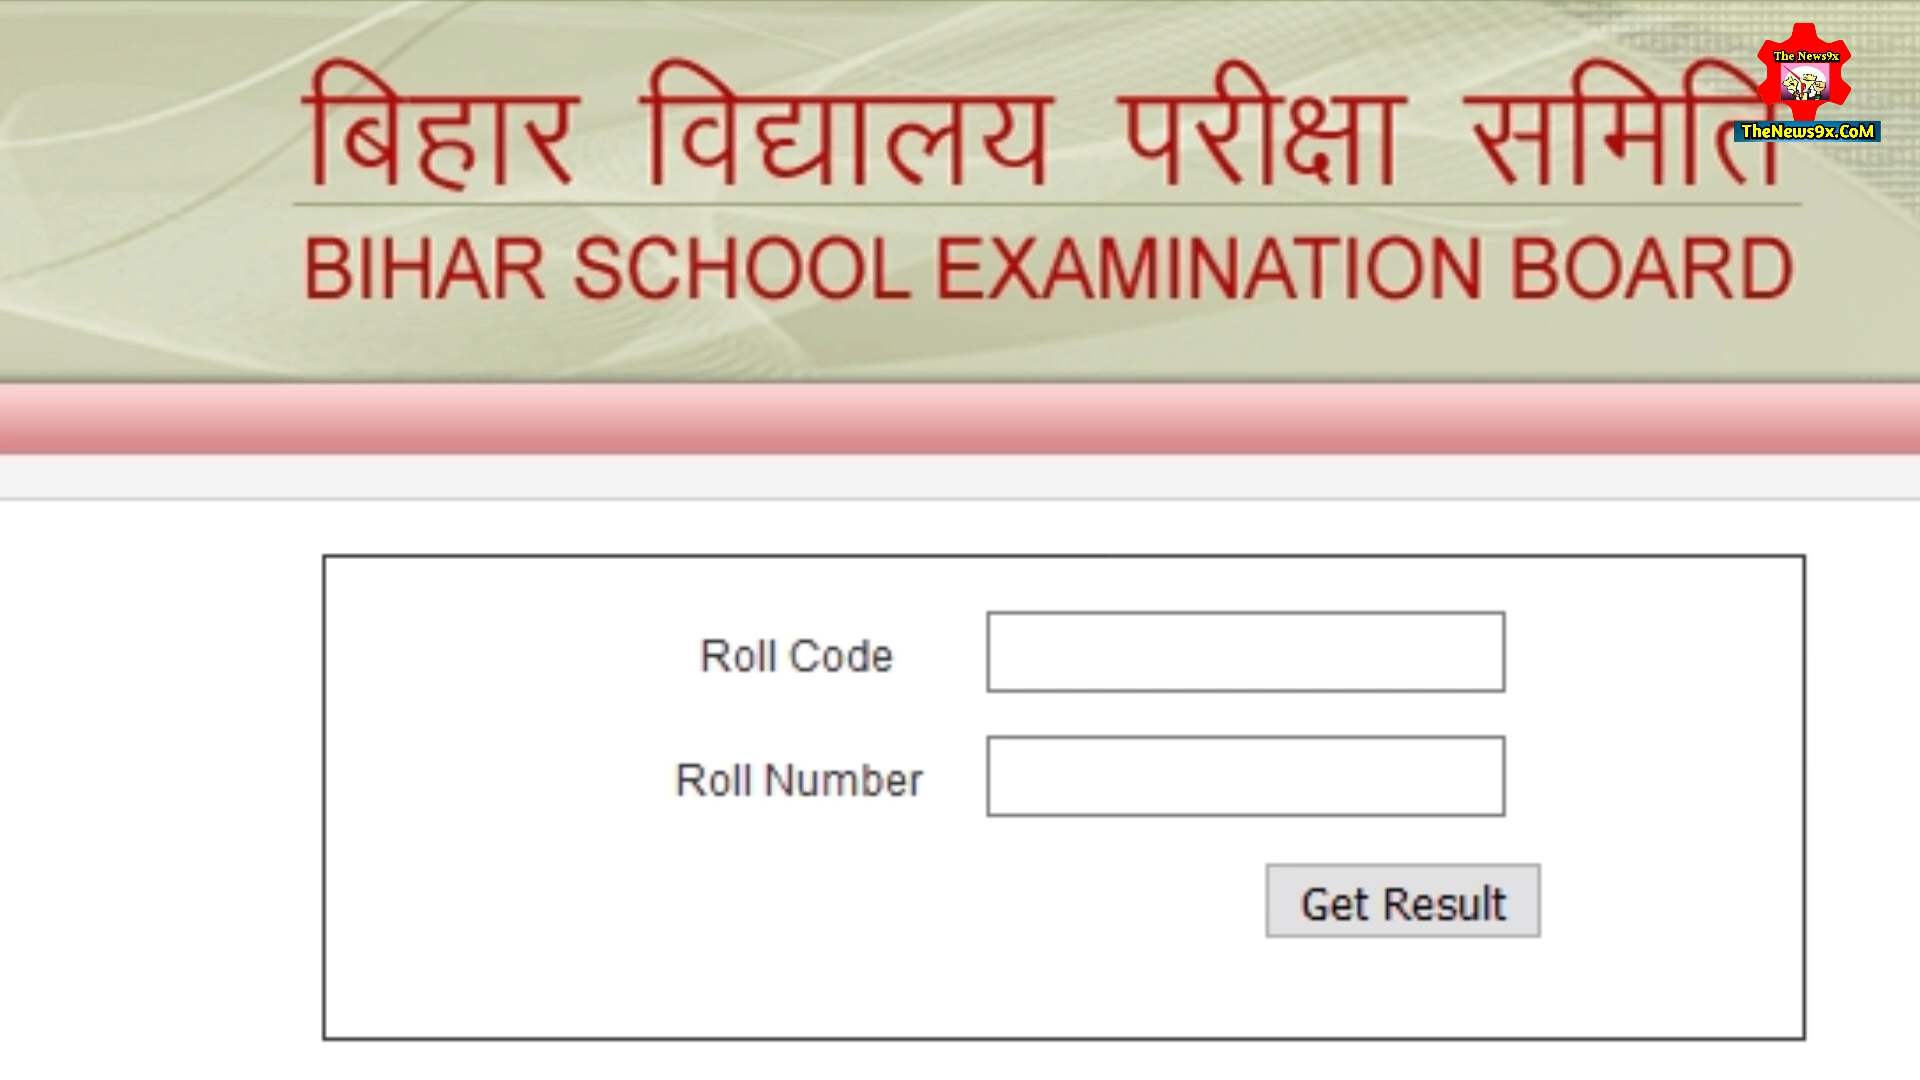 The News9x
TheNews9x.CoM
बिहार विद्यालय परीक्षा समिति
BIHAR SCHOOL EXAMINATION BOARD
Roll Code
Roll Number
Get Result